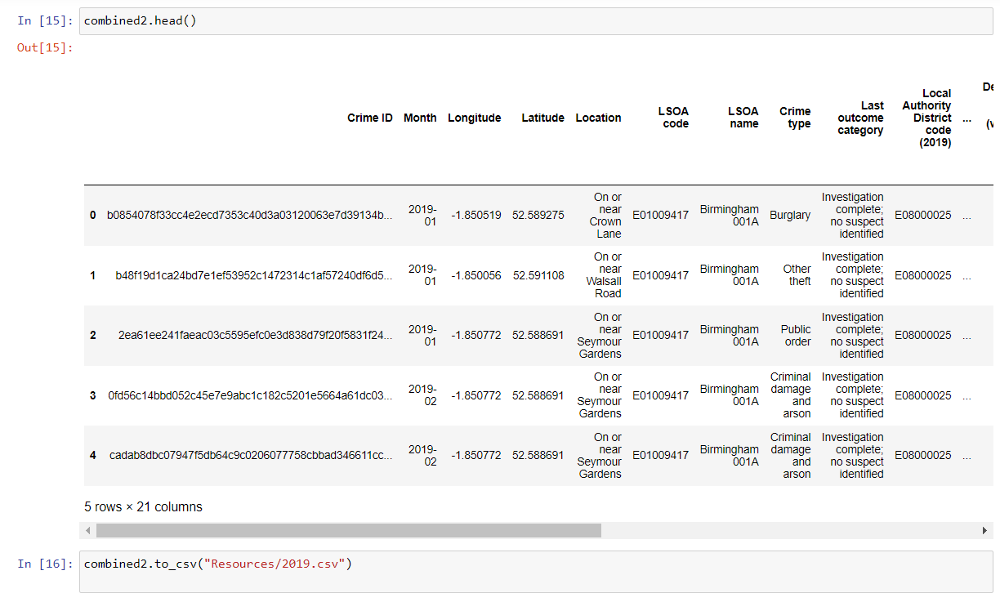 In [15]: combined2.head()
Out[15]:
Crime ID Month Longitude Latitude Location LSOA code LSOA name Crime type Last outcome category Local Authority District code (2019) ... De (v
0 b0854078f33cc4e2ecd7353c40d3a03120063e7d39134b... 2019-01 -1.850519 52.589275 On or near Crown Lane E01009417 Birmingham 001A Burglary Investigation complete; no suspect identified E08000025 ...
1 b48f19d1ca24bd7e1ef53952c1472314c1af57240df6d5... 2019-01 -1.850056 52.591108 On or near Walsall Road E01009417 Birmingham 001A Other theft Investigation complete; no suspect identified E08000025 ...
2 2ea61ee241faeac03c5595efc0e3d838d79f20f5831f24... 2019-01 -1.850772 52.588691 On or near Seymour Gardens E01009417 Birmingham 001A Public order Investigation complete; no suspect identified E08000025 ...
3 0fd56c14bbd052c45e7e9abc1c182c5201e5664a61dc03... 2019-02 -1.850772 52.588691 On or near Seymour Gardens E01009417 Birmingham 001A Criminal damage and arson Investigation complete; no suspect identified E08000025 ...
4 cadab8dbc07947f5db64c9c0206077758cbbad346611cc... 2019-02 -1.850772 52.588691 On or near Seymour Gardens E01009417 Birmingham 001A Criminal damage and arson Investigation complete; no suspect identified E08000025 ...
5 rows × 21 columns
In [16]: combined2.to_csv("Resources/2019.csv")